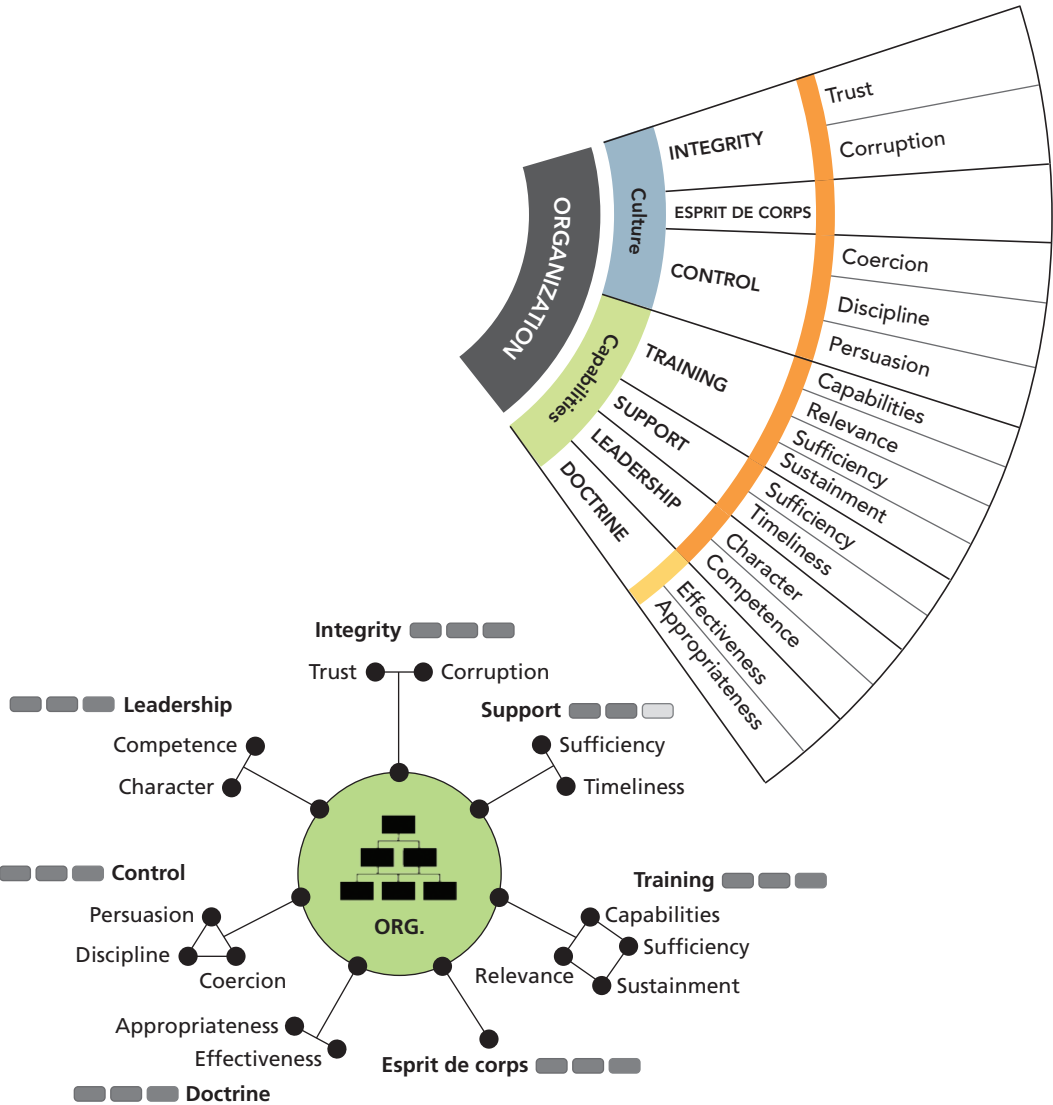 ORGANIZATION
Culture
Capabilities
INTEGRITY
Trust
Corruption
ESPRIT DE CORPS
CONTROL
Coercion
Discipline
Persuasion
TRAINING
Capabilities
Relevance
Sufficiency
Sustainment
SUPPORT
Sufficiency
Timeliness
LEADERSHIP
Character
Competence
DOCTRINE
Effectiveness
Appropriateness
Integrity
Trust
Corruption
Leadership
Competence
Character
Support
Sufficiency
Timeliness
Control
Persuasion
Discipline
Coercion
ORG.
Training
Capabilities
Sufficiency
Relevance
Sustainment
Appropriateness
Effectiveness
Doctrine
Esprit de corps